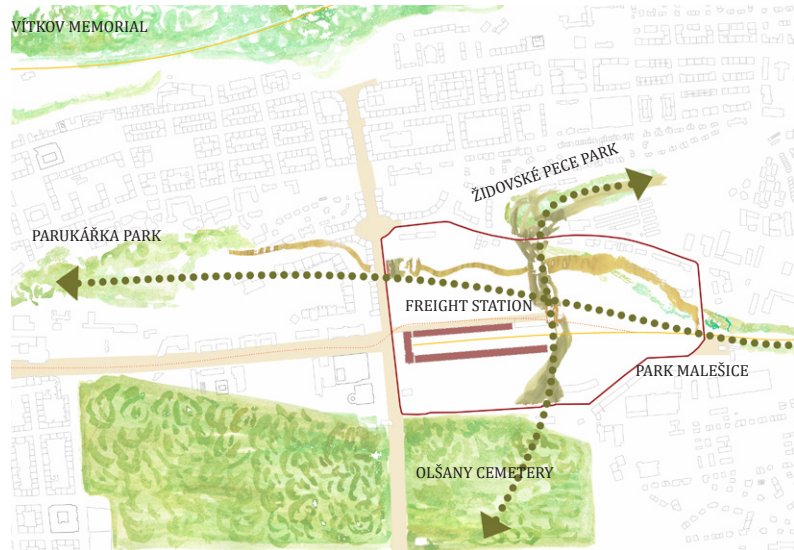 VÍTKOV MEMORIAL
ŽIDOVSKÉ PECE PARK
PARUKÁŘKA PARK
FREIGHT STATION
PARK MALEŠICE
OLŠANY CEMETERY